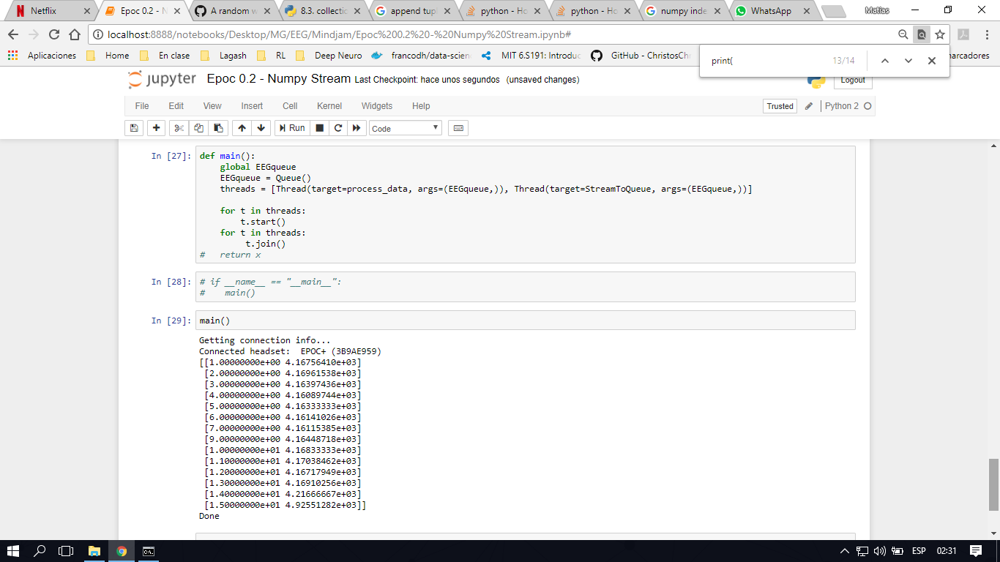 Netflix
Epoc 0.2 - N
A random w
8.3. collectio
append tupl
python - Ho
python - Ho
numpy inde
WhatsApp
Matías
localhost:8888/notebooks/Desktop/MG/EEG/Mindjam/Epoc%200.2%20-%20Numpy%20Stream.ipynb#
Aplicaciones
Home
En clase
Lagash
RL
Deep Neuro
francodh/data-scien
MIT 6.S191: Introduc
GitHub - ChristosChr
marcadores
print(
13/14
jupyter
Epoc 0.2 - Numpy Stream Last Checkpoint: hace unos segundos (unsaved changes)
Logout
File Edit View Insert Cell Kernel Widgets Help
Trusted
Python 2
Run
Code
In [27]:
def main():
    global EEGqueue
    EEGqueue = Queue()
    threads = [Thread(target=process_data, args=(EEGqueue,)), Thread(target=StreamToQueue, args=(EEGqueue,))]
    for t in threads:
        t.start()
    for t in threads:
         t.join()
#   return x
In [28]:
# if __name__ == "__main__":
#    main()
In [29]:
main()
Getting connection info...
Connected headset:  EPOC+ (3B9AE959)
[[1.00000000e+00 4.16756410e+03]
 [2.00000000e+00 4.16961538e+03]
 [3.00000000e+00 4.16397436e+03]
 [4.00000000e+00 4.16089744e+03]
 [5.00000000e+00 4.16333333e+03]
 [6.00000000e+00 4.16141026e+03]
 [7.00000000e+00 4.16115385e+03]
 [9.00000000e+00 4.16448718e+03]
 [1.00000000e+01 4.16833333e+03]
 [1.10000000e+01 4.17038462e+03]
 [1.20000000e+01 4.16717949e+03]
 [1.30000000e+01 4.16910256e+03]
 [1.40000000e+01 4.21666667e+03]
 [1.50000000e+01 4.92551282e+03]]
Done
ESP
02:31